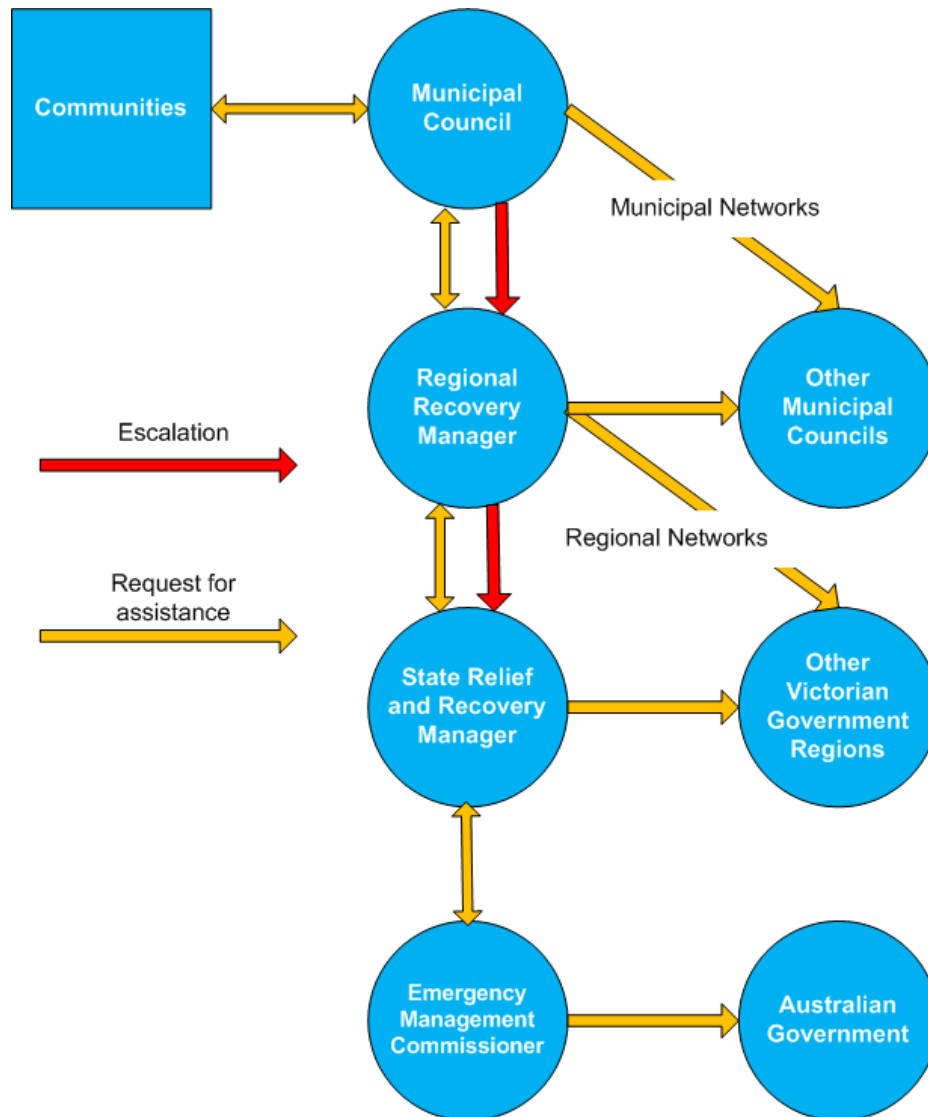 Communities
Municipal
Council
Municipal Networks
Regional
Recovery
Manager
Other
Municipal
Councils
Escalation
Regional Networks
Request for
assistance
State Relief
and Recovery
Manager
Other
Victorian
Government
Regions
Emergency
Management
Commissioner
Australian
Government